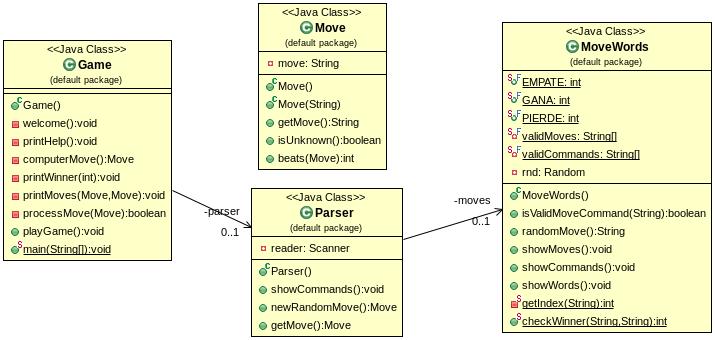 <<Java Class>>
Game
(default package)
Game()
welcome():void
printHelp():void
computerMove():Move
printWinner(int):void
printMoves(Move,Move):void
processMove(Move):boolean
playGame():void
main(String[]):void
<<Java Class>>
Move
(default package)
move: String
Move()
Move(String)
getMove():String
isUnknown():boolean
beats(Move):int
-parser
0..1
<<Java Class>>
Parser
(default package)
reader: Scanner
Parser()
showCommands():void
newRandomMove():Move
getMove():Move
-moves
0..1
<<Java Class>>
MoveWords
(default package)
EMPATE: int
GANA: int
PIERDE: int
validMoves: String[]
validCommands: String[]
rnd: Random
MoveWords()
isValidMoveCommand(String):boolean
randomMove():String
showMoves():void
showCommands():void
showWords():void
getIndex(String):int
checkWinner(String,String):int